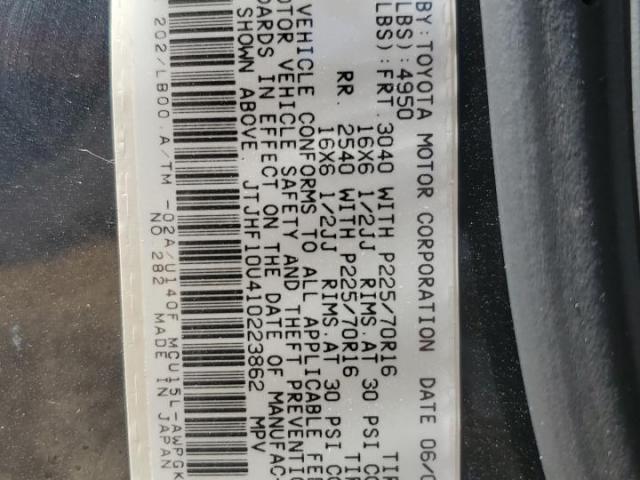 BY: TOYOTA MOTOR CORPORATION DATE 06/0
LBS): 4950
LBS): FRT. 3040 WITH P225/70R16 TIR
16X6 1/2JJ RIMS.AT 30 PSI CO
RR. 2540 WITH P225/70R16 TIR
16X6 1/2JJ RIMS.AT 30 PSI CO
VEHICLE CONFORMS TO ALL APPLICABLE FE
OTOR VEHICLE SAFETY AND THEFT PREVENTIO
DARDS IN EFFECT ON THE DATE OF MANUFAC-
SHOWN ABOVE. JTJHF10U410223862 MPV
202/LB00 A/TM -02A/U140F MCU15L-AWPGK
NO 282 MADE IN JAPAN